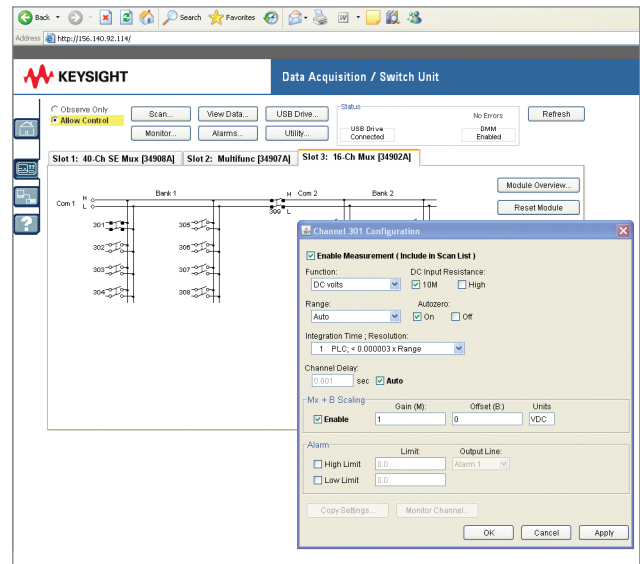 Back Search Favorites
Address http://156.140.92.114/
KEYSIGHT Data Acquisition / Switch Unit
Observe Only
Allow Control
Scan... View Data... USB Drive...
Monitor... Alarms... Utility...
Status
USB Drive
Connected
No Errors
DMM
Enabled
Refresh
Slot 1: 40-Ch SE Mux [34908A] Slot 2: Multifunc [34907A] Slot 3: 16-Ch Mux [34902A]
Module Overview...
Reset Module
Bank 1 H Com 2 Bank 2
Com 1 H
L
399 L
301 305
302 306
303 307
304 308
Channel 301 Configuration
Enable Measurement ( Include in Scan List )
Function: DC Input Resistance:
DC volts 10M High
Range: Autozero:
Auto On Off
Integration Time ; Resolution:
1 PLC; < 0.000003 x Range
Channel Delay:
0.001 sec Auto
Mx + B Scaling
Gain (M): Offset (B:) Units
Enable 1 0 VDC
Alarm
Limit: Output Line:
High Limit 0.0 Alarm 1
Low Limit 0.0
Copy Settings... Monitor Channel...
OK Cancel Apply